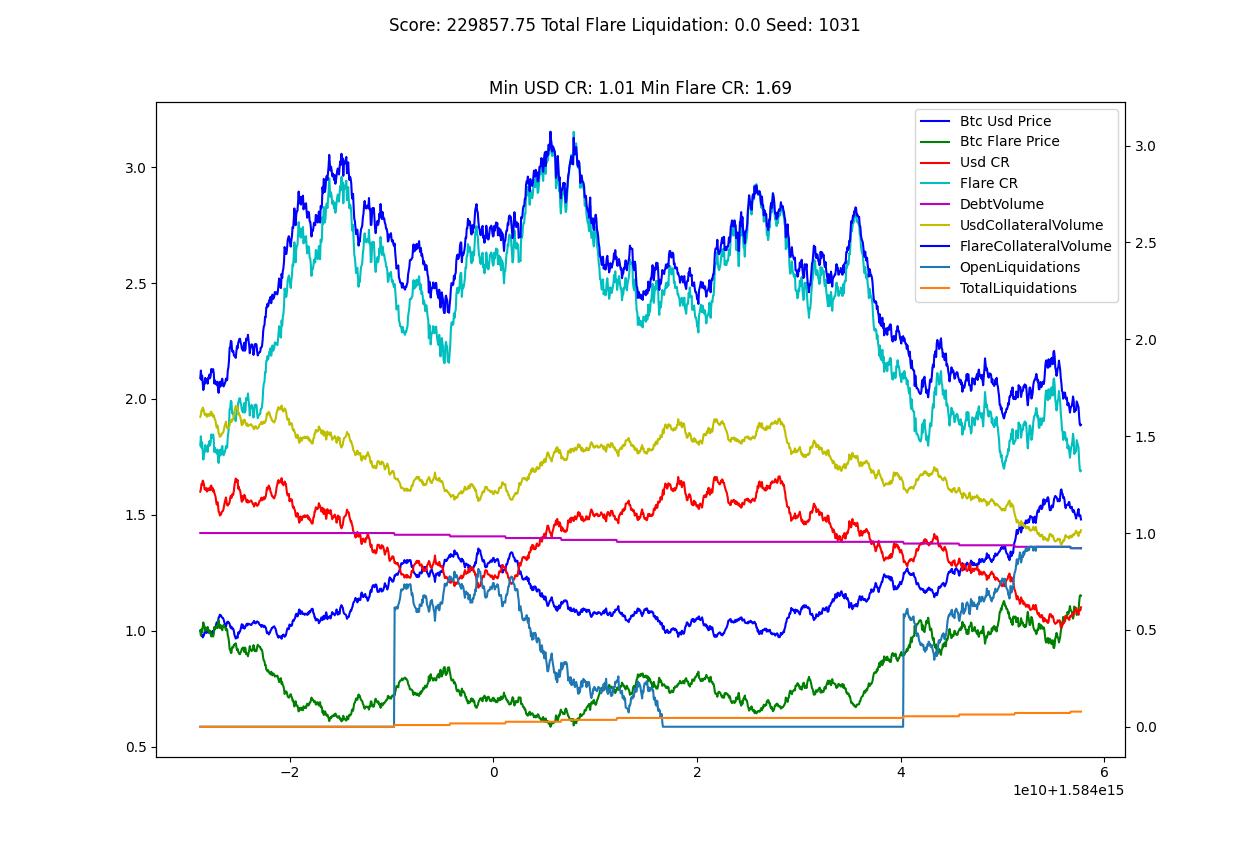 Score: 229857.75 Total Flare Liquidation: 0.0 Seed: 1031
Min USD CR: 1.01 Min Flare CR: 1.69
Btc Usd Price
Btc Flare Price
Usd CR
Flare CR
DebtVolume
UsdCollateralVolume
FlareCollateralVolume
OpenLiquidations
TotalLiquidations
3.0
2.5
2.0
1.5
1.0
0.5
3.0
2.5
2.0
1.5
1.0
0.5
0.0
−2
0
2
4
6
1e10+1.584e15